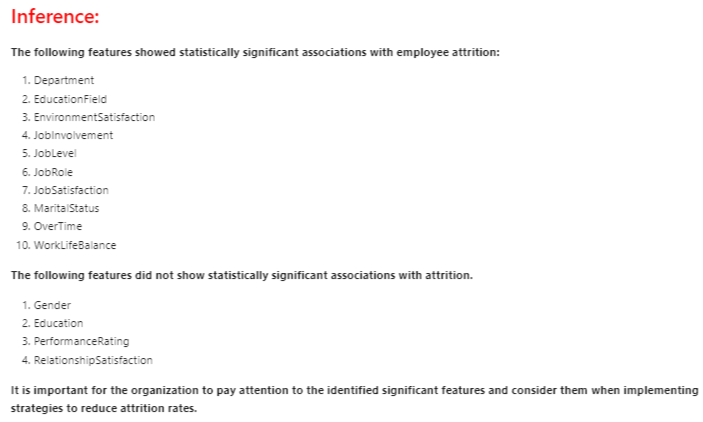 Inference:
The following features showed statistically significant associations with employee attrition:
1. Department
2. EducationField
3. EnvironmentSatisfaction
4. JobInvolvement
5. JobLevel
6. JobRole
7. JobSatisfaction
8. MaritalStatus
9. OverTime
10. WorkLifeBalance
The following features did not show statistically significant associations with attrition.
1. Gender
2. Education
3. PerformanceRating
4. RelationshipSatisfaction
It is important for the organization to pay attention to the identified significant features and consider them when implementing
strategies to reduce attrition rates.